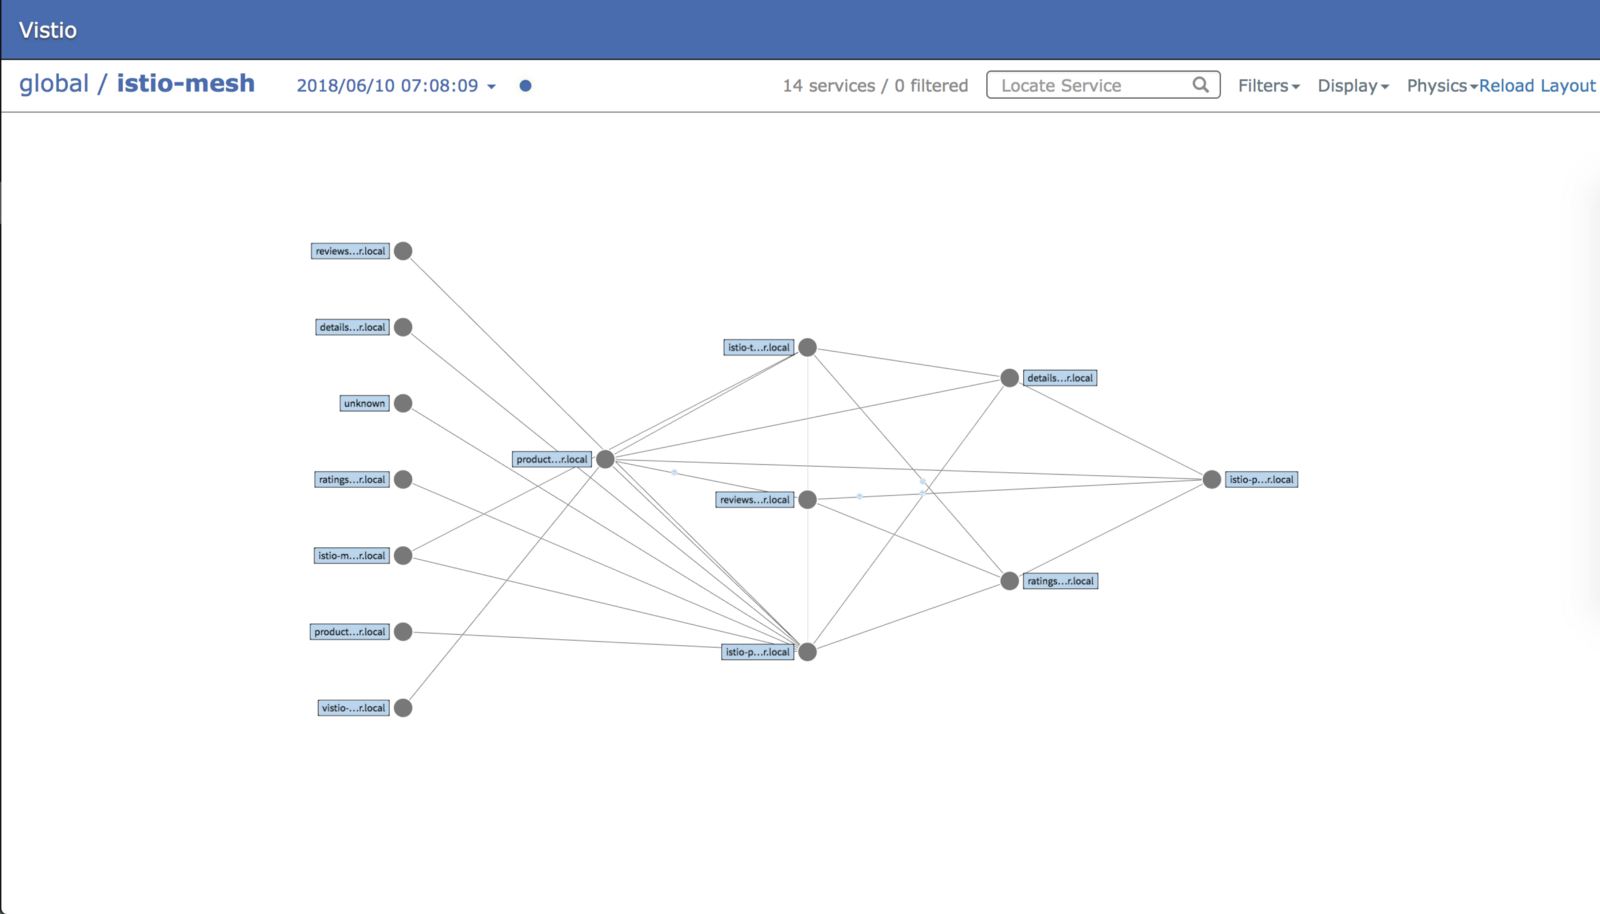 Vistio
global / istio-mesh 2018/06/10 07:08:09 14 services / 0 filtered Locate Service Filters Display Physics Reload Layout
reviews...r.local
details...r.local
istio-t...r.local
details...r.local
unknown
product...r.local
ratings...r.local
istio-p...r.local
reviews...r.local
istio-m...r.local
ratings...r.local
product...r.local
istio-p...r.local
vistio-...r.local